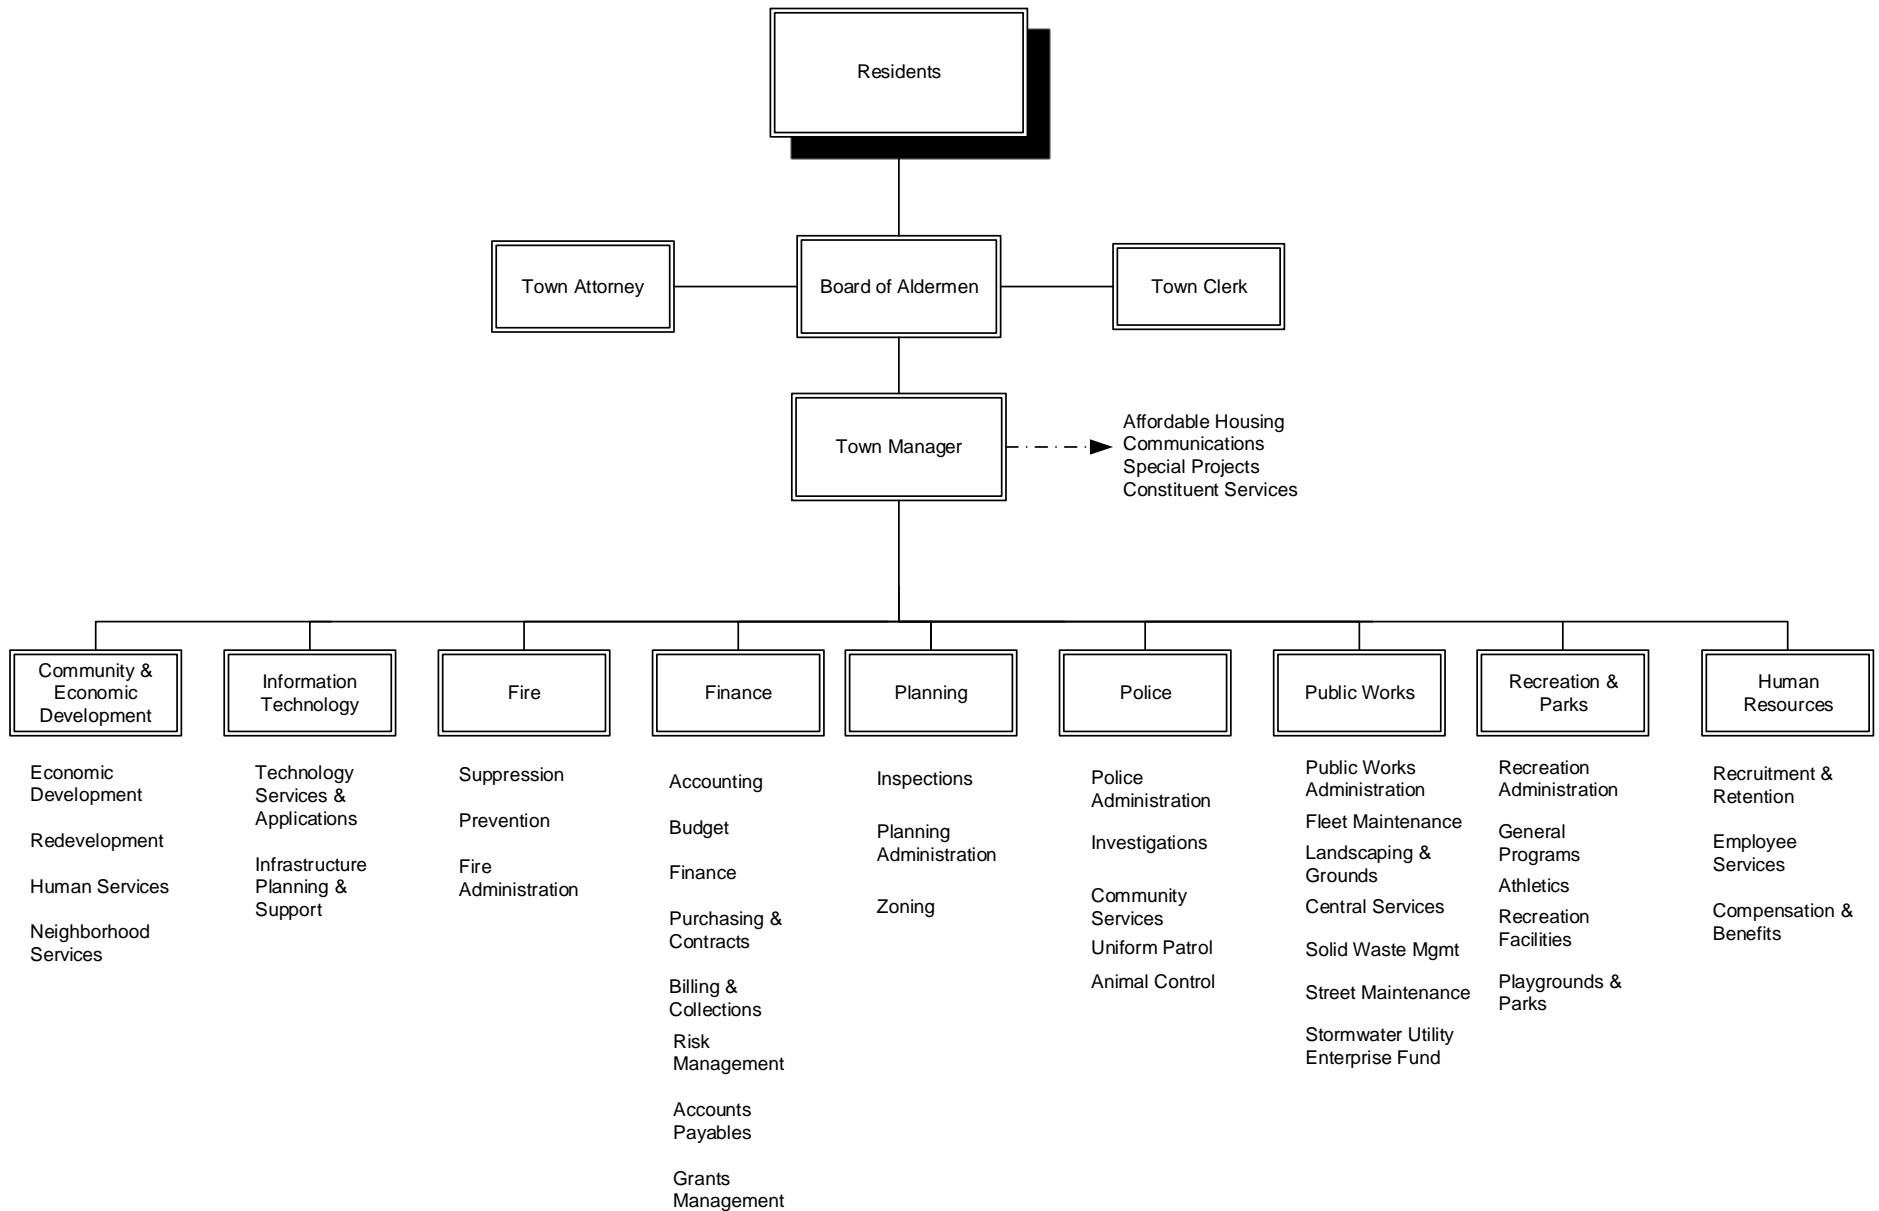 Residents
Town Attorney
Board of Aldermen
Town Clerk
Town Manager
Affordable Housing
Communications
Special Projects
Constituent Services
Community &
Economic
Development
Information
Technology
Fire
Finance
Planning
Police
Public Works
Recreation &
Parks
Human
Resources
Economic
Development
Redevelopment
Human Services
Neighborhood
Services
Technology
Services &
Applications
Infrastructure
Planning &
Support
Suppression
Prevention
Fire
Administration
Accounting
Budget
Finance
Purchasing &
Contracts
Billing &
Collections
Risk
Management
Accounts
Payables
Grants
Management
Inspections
Planning
Administration
Zoning
Police
Administration
Investigations
Community
Services
Uniform Patrol
Animal Control
Public Works
Administration
Fleet Maintenance
Landscaping &
Grounds
Central Services
Solid Waste Mgmt
Street Maintenance
Stormwater Utility
Enterprise Fund
Recreation
Administration
General
Programs
Athletics
Recreation
Facilities
Playgrounds &
Parks
Recruitment &
Retention
Employee
Services
Compensation &
Benefits